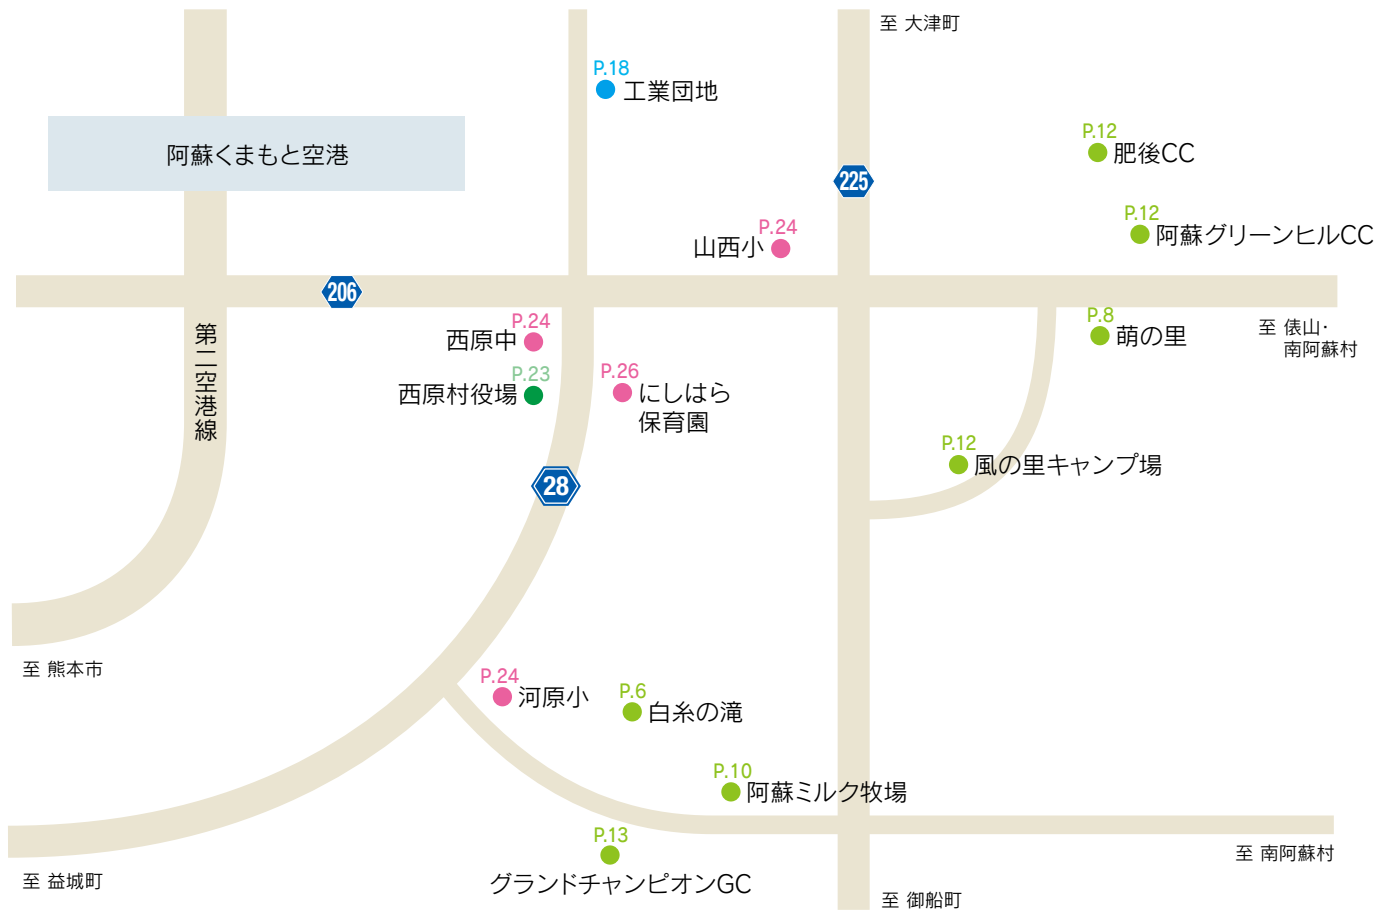 至 大津町
P.18
工業団地
阿蘇くまもと空港
P.12
肥後CC
225
P.12
阿蘇グリーンヒルCC
P.24
山西小
206
P.24
西原中
P.8
萌の里
至 俵山・
南阿蘇村
第二空港線
P.23
西原村役場
P.26
にしはら
保育園
P.12
風の里キャンプ場
28
至 熊本市
P.24
河原小
P.6
白糸の滝
P.10
阿蘇ミルク牧場
P.13
グランドチャンピオンGC
至 南阿蘇村
至 益城町
至 御船町